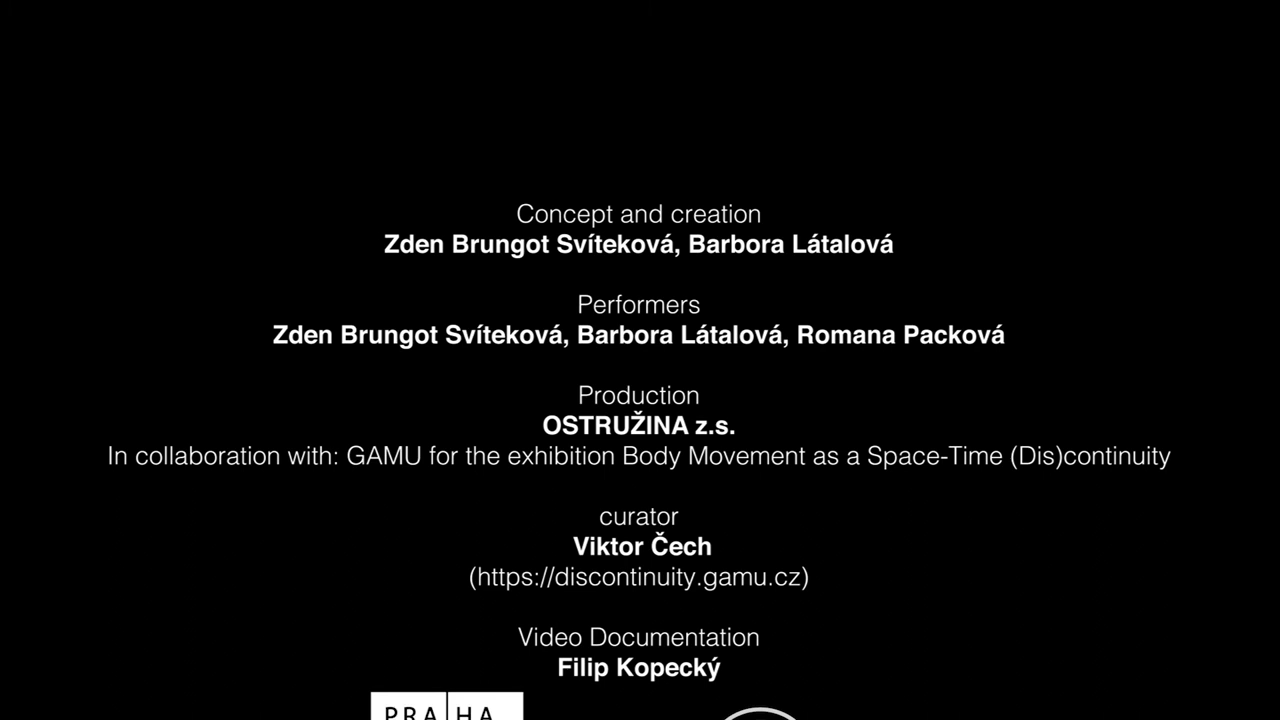 Concept and creation
Zden Brungot Svíteková, Barbora Látalová
Performers
Zden Brungot Svíteková, Barbora Látalová, Romana Packová
Production
OSTRUŽINA z.s.
In collaboration with: GAMU for the exhibition Body Movement as a Space-Time (Dis)continuity
curator
Viktor Čech
(https://discontinuity.gamu.cz)
Video Documentation
Filip Kopecký
PRA HA